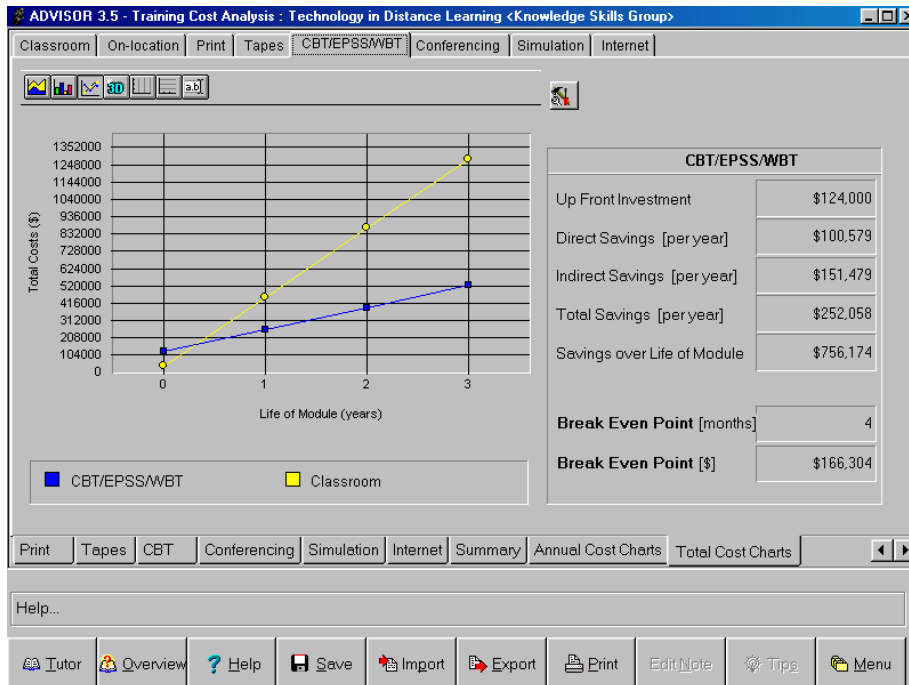 ADVISOR 3.5 - Training Cost Analysis : Technology in Distance Learning <Knowledge Skills Group>
Classroom On-location Print Tapes CBT/EPSS/WBT Conferencing Simulation Internet
3D a.b
CBT/EPSS/WBT
Total Costs ($)
1352000
1248000
1144000
1040000
936000
832000
728000
624000
520000
416000
312000
208000
104000
0
0 1 2 3
Life of Module (years)
CBT/EPSS/WBT Classroom
Up Front Investment $124,000
Direct Savings [per year] $100,579
Indirect Savings [per year] $151,479
Total Savings [per year] $252,058
Savings over Life of Module $756,174
Break Even Point [months] 4
Break Even Point [$] $166,304
Print Tapes CBT Conferencing Simulation Internet Summary Annual Cost Charts Total Cost Charts
Help...
Tutor Overview Help Save Import Export Print Edit Note Tips Menu